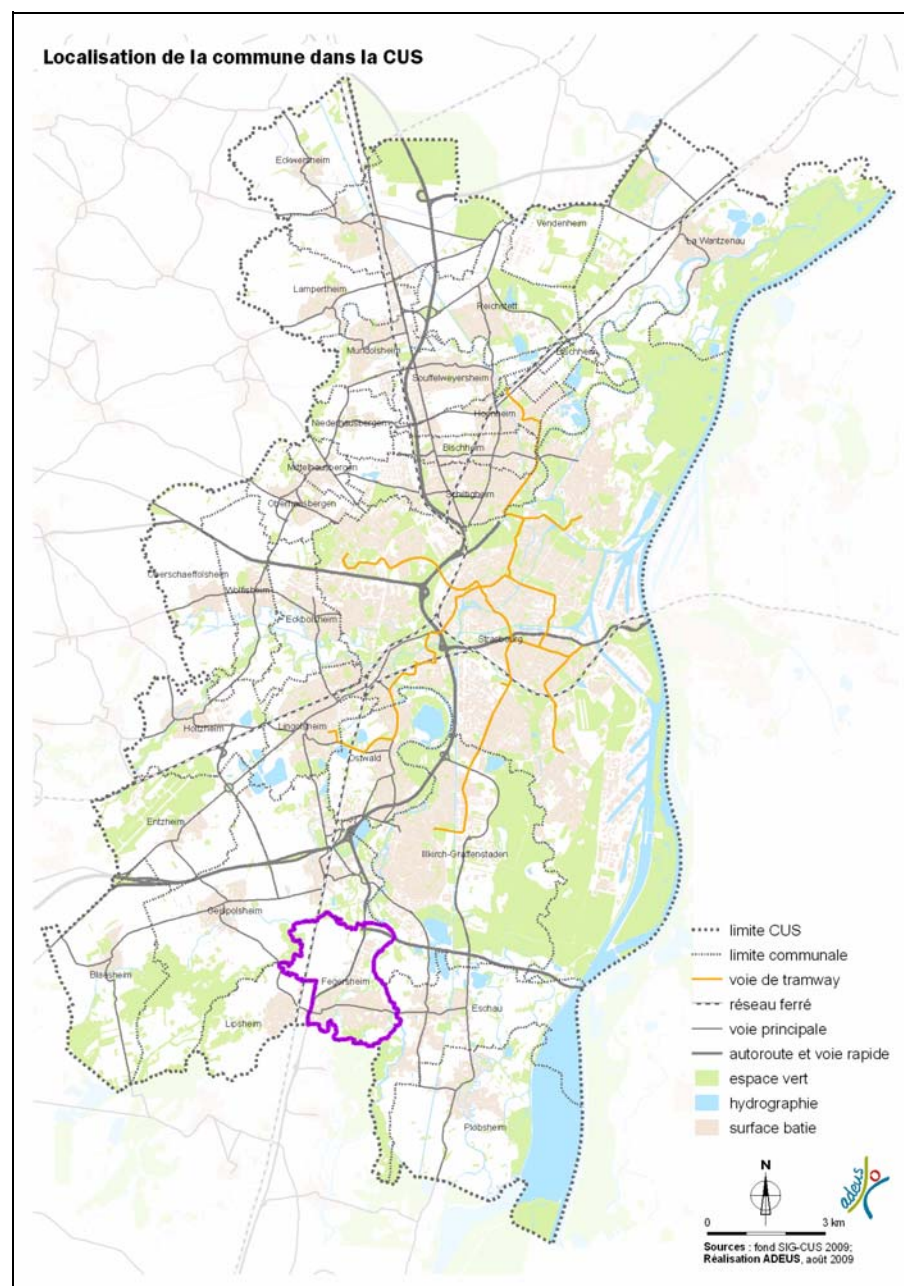 Localisation de la commune dans la CUS
Eckwersheim
Vendenheim
La Wantzenau
Lampertheim
Reichstett
Mundolsheim
Bischheim
Souffelweyersheim
Hoenheim
Niederhausbergen
Bischheim
Mittelhausbergen
Schiltigheim
Oberhausbergen
Oberschaeffolsheim
Wolfisheim
Eckbolsheim
Strasbourg
Holtzheim
Lingolsheim
Ostwald
Entzheim
Illkirch-Graffenstaden
Geispolsheim
Blaesheim
Fegersheim
Lipsheim
Eschau
Plobsheim
limite CUS
limite communale
voie de tramway
réseau ferré
voie principale
autoroute et voie rapide
espace vert
hydrographie
surface batie
N
adeus
0 3 km
Sources : fond SIG-CUS 2009;
Réalisation ADEUS, août 2009